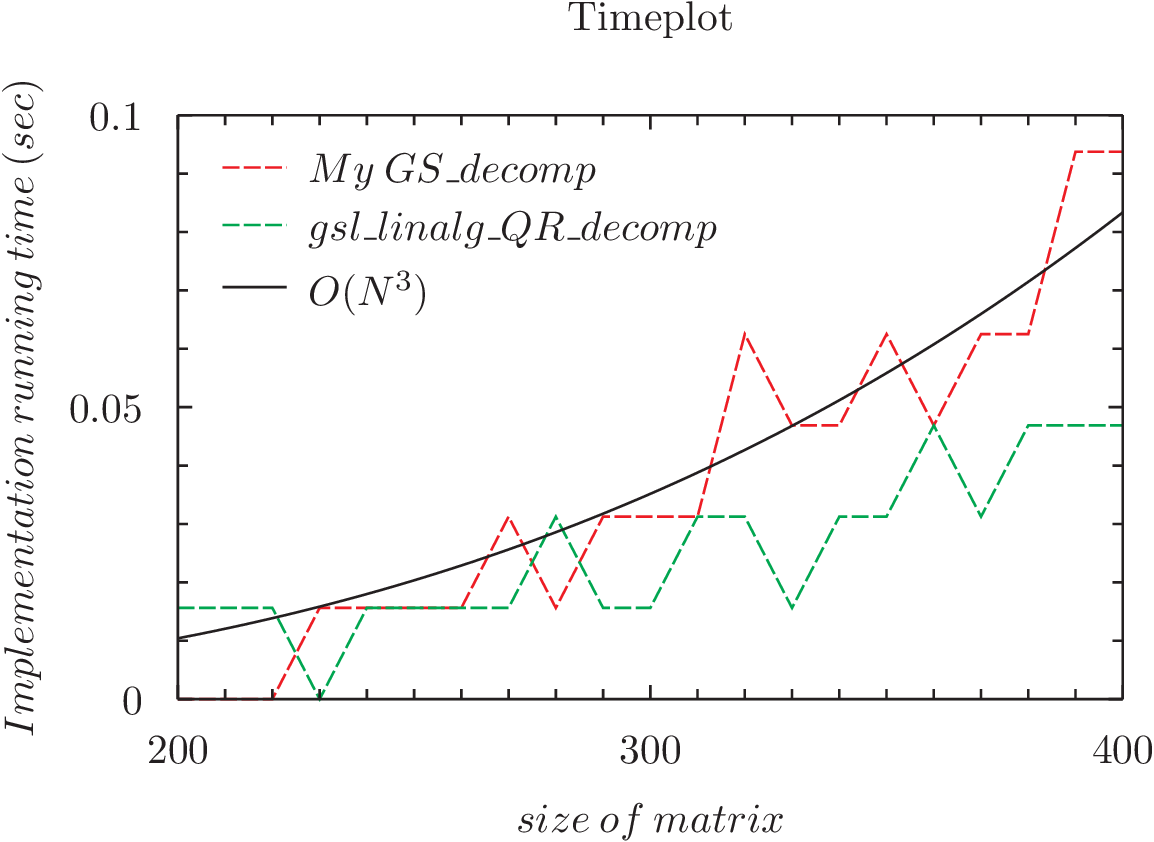 Timeplot
Implementation running time (sec)
0.1
0.05
0
My GS_decomp
gsl_linalg_QR_decomp
O(N³)
200 300 400
size of matrix